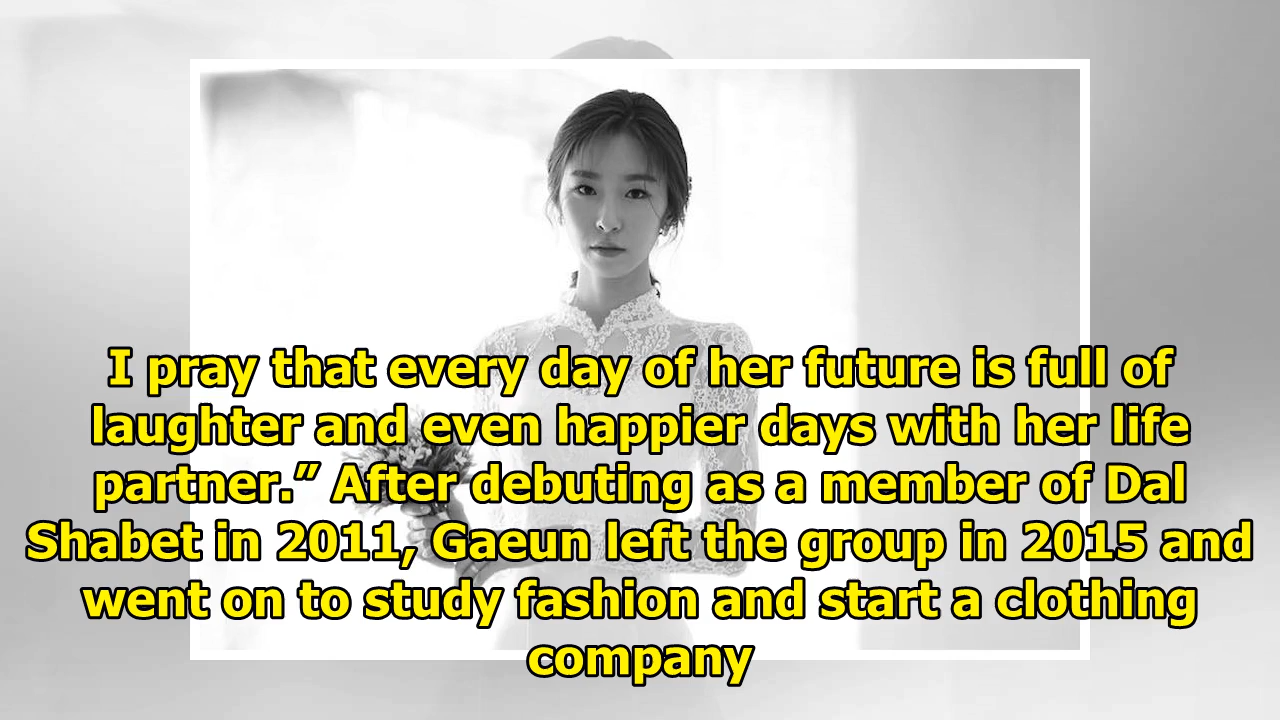 I pray that every day of her future is full of
laughter and even happier days with her life
partner.” After debuting as a member of Dal
Shabet in 2011, Gaeun left the group in 2015 and
went on to study fashion and start a clothing
company